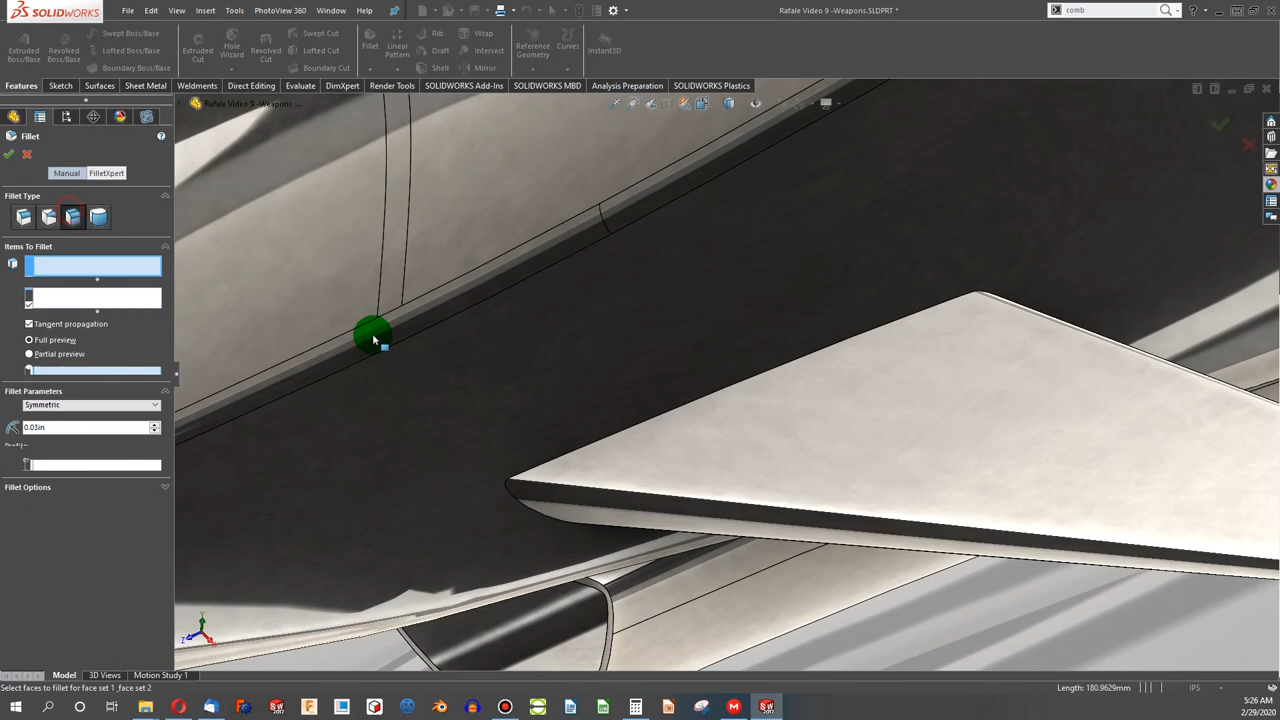 SOLIDWORKS
File Edit View Insert Tools PhotoView 360 Window Help
Rafale Video 9 -Weapons.SLDPRT *
comb
Extruded Boss/Base
Revolved Boss/Base
Swept Boss/Base
Lofted Boss/Base
Boundary Boss/Base
Extruded Cut
Hole Wizard
Revolved Cut
Swept Cut
Lofted Cut
Boundary Cut
Fillet
Linear Pattern
Rib
Draft
Shell
Wrap
Intersect
Mirror
Reference Geometry
Curves
Instant3D
Features Sketch Surfaces Sheet Metal Weldments Direct Editing Evaluate DimXpert Render Tools SOLIDWORKS Add-Ins SOLIDWORKS MBD Analysis Preparation SOLIDWORKS Plastics
Rafale Video 9 -Weapons ...
Fillet
Manual FilletXpert
Fillet Type
Items To Fillet
Tangent propagation
Full preview
Partial preview
Fillet Parameters
Symmetric
0.03in
Profile:
Fillet Options
Y
Z
X
Model 3D Views Motion Study 1
Select faces to fillet for face set 1 ,face set 2
Length: 180.9629mm
IPS
5:26 AM
2/29/2020